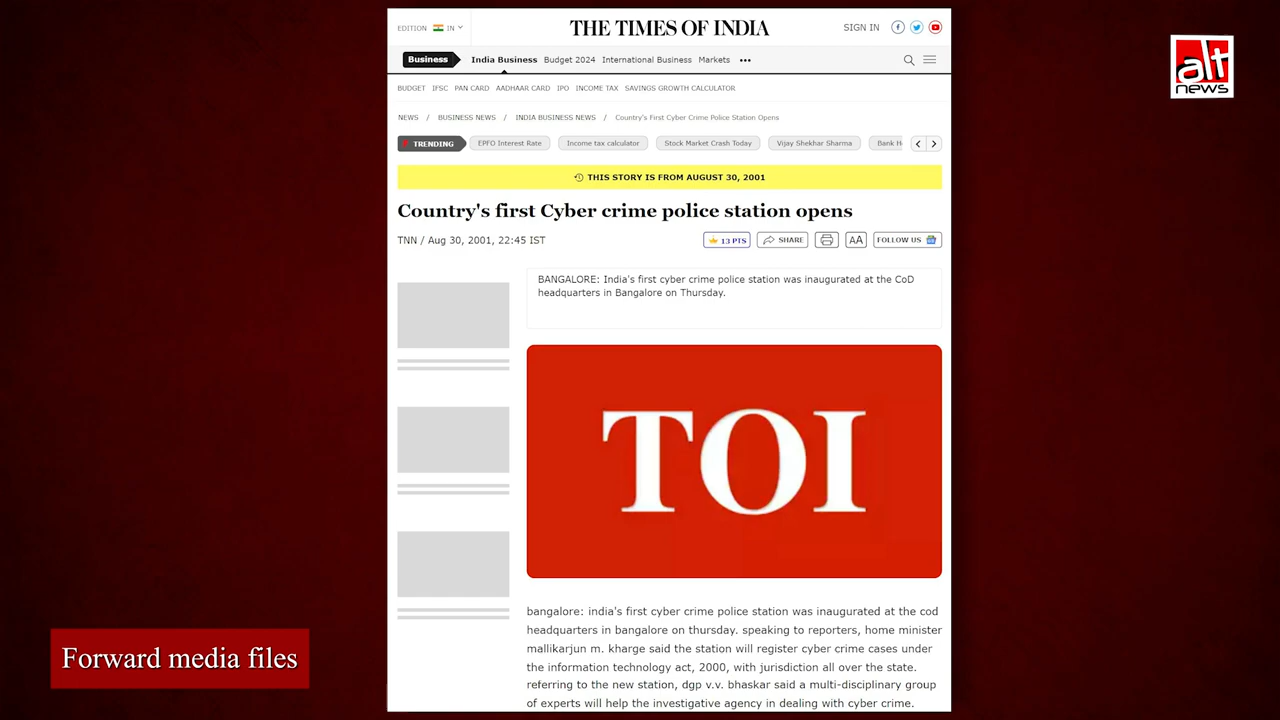 EDITION IN
THE TIMES OF INDIA
SIGN IN
alt
news
Business India Business Budget 2024 International Business Markets •••
BUDGET IFSC PAN CARD AADHAAR CARD IPO INCOME TAX SAVINGS GROWTH CALCULATOR
NEWS / BUSINESS NEWS / INDIA BUSINESS NEWS / Country's First Cyber Crime Police Station Opens
TRENDING EPFO Interest Rate Income tax calculator Stock Market Crash Today Vijay Shekhar Sharma Bank
THIS STORY IS FROM AUGUST 30, 2001
Country's first Cyber crime police station opens
TNN / Aug 30, 2001, 22:45 IST
13 PTS SHARE AA FOLLOW US
BANGALORE: India's first cyber crime police station was inaugurated at the CoD
headquarters in Bangalore on Thursday.
TOI
bangalore: india's first cyber crime police station was inaugurated at the cod
headquarters in bangalore on thursday. speaking to reporters, home minister
mallikarjun m. kharge said the station will register cyber crime cases under
the information technology act, 2000, with jurisdiction all over the state.
referring to the new station, dgp v.v. bhaskar said a multi-disciplinary group
of experts will help the investigative agency in dealing with cyber crime.
Forward media files